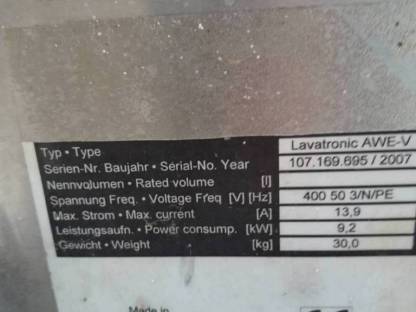 Typ • Type Lavatronic AWE-V
Serien-Nr. Baujahr • Serial-No. Year 107.169.695 / 2007
Nennvolumen • Rated volume [l]
Spannung Freq. • Voltage Freq [V] [Hz] 400 50 3/N/PE
Max. Strom • Max. current [A] 13,9
Leistungsaufn. • Power consump. [kW] 9,2
Gewicht • Weight [kg] 30,0
Made in